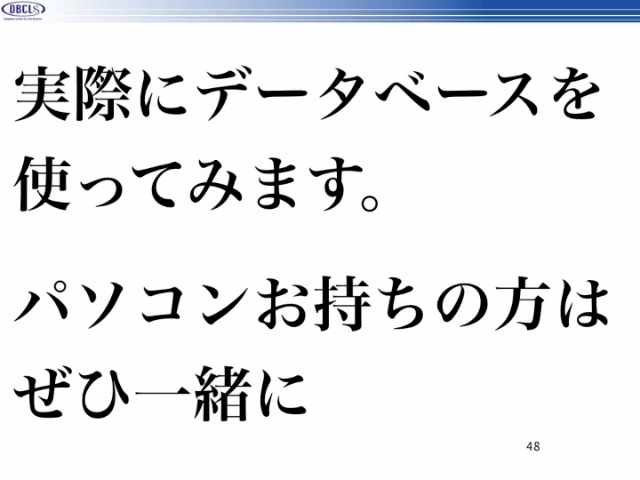 DBCLS
実際にデータベースを
使ってみます。
パソコンお持ちの方は
ぜひ一緒に
48